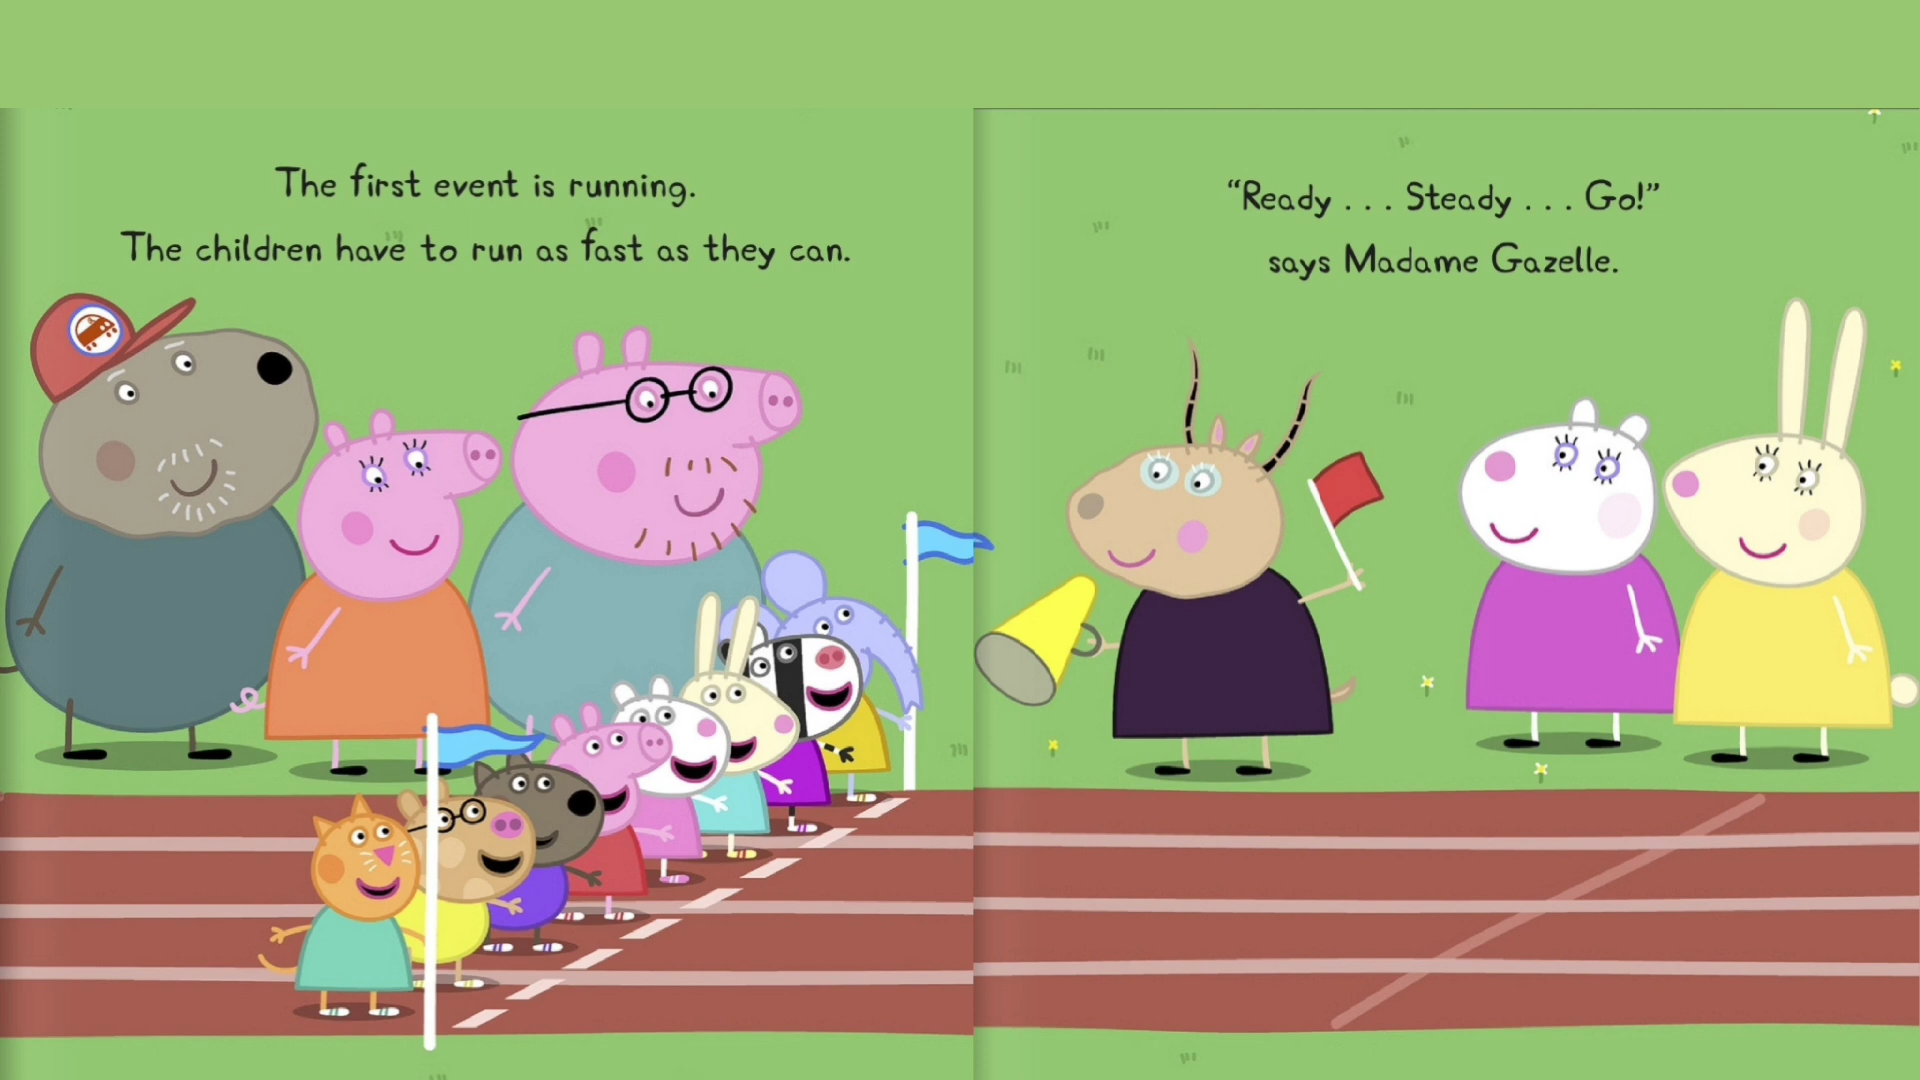 The first event is running.
The children have to run as fast as they can.
“Ready . . . Steady . . . Go!”
says Madame Gazelle.